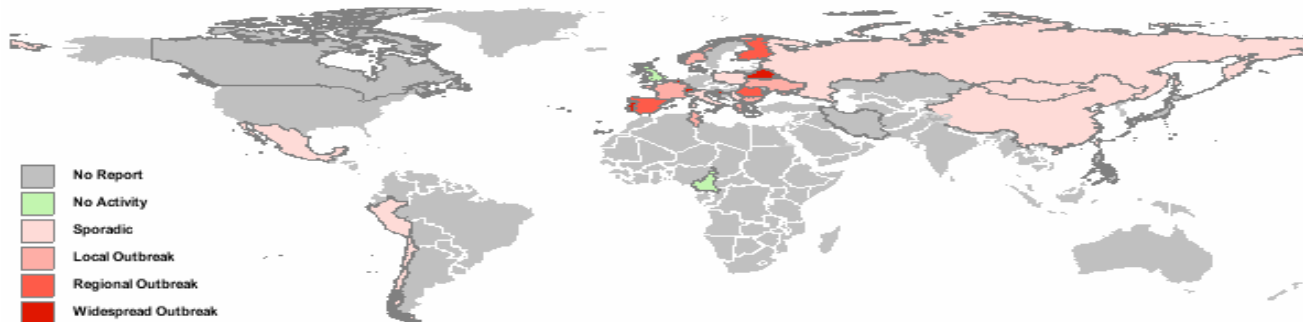 No Report
No Activity
Sporadic
Local Outbreak
Regional Outbreak
Widespread Outbreak